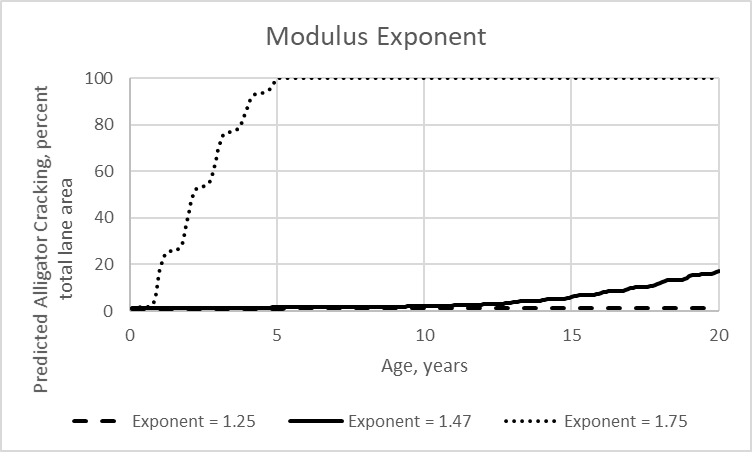 Modulus Exponent
Predicted Alligator Cracking, percent
total lane area
100
80
60
40
20
0
0 5 10 15 20
Age, years
Exponent = 1.25 Exponent = 1.47 Exponent = 1.75